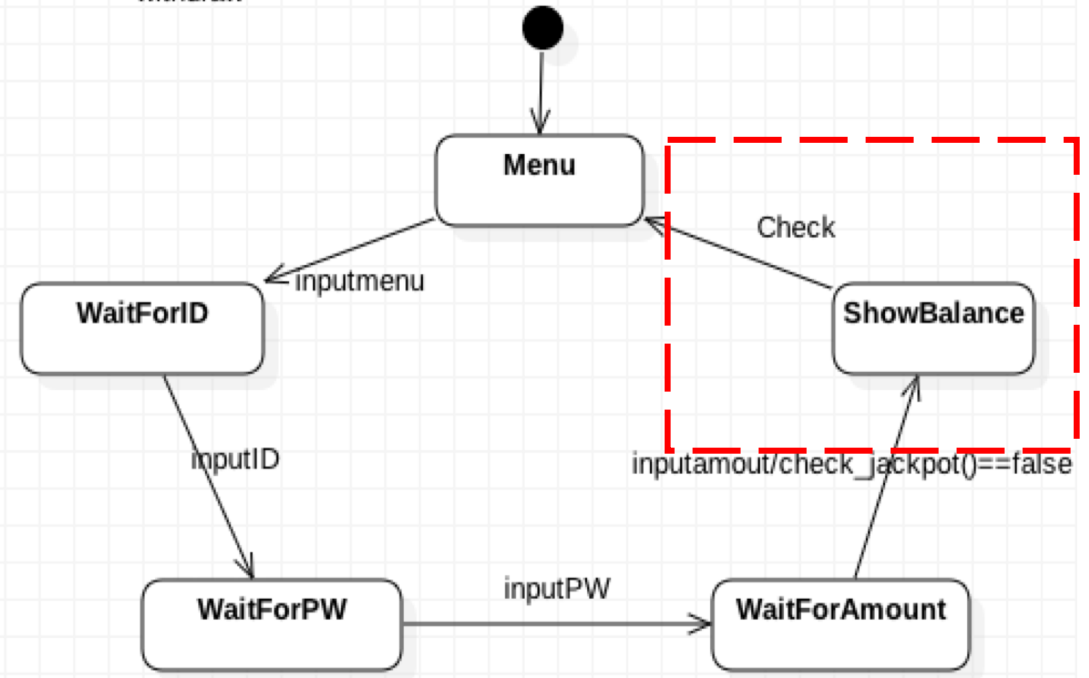 Menu
Check
inputmenu
WaitForID
ShowBalance
inputID
inputamout/check_jackpot()==false
inputPW
WaitForPW
WaitForAmount